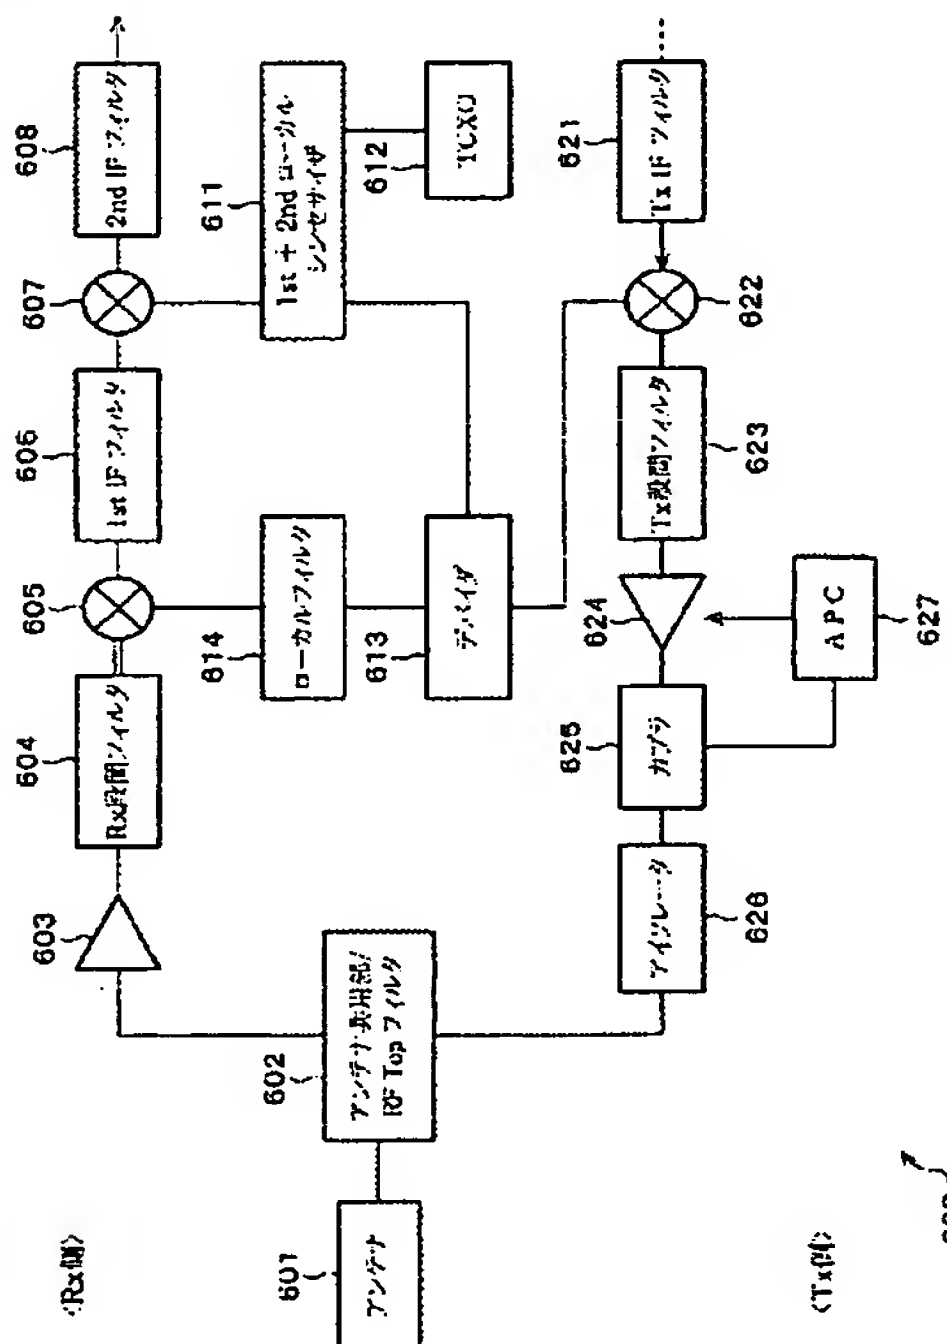 〈Rx側〉
601
アンテナ
602
アンテナ共用部/
RF Top フィルタ
603
604
Rx段間フィルタ
605
606
1st IF フィルタ
607
608
2nd IF フィルタ
611
1st + 2nd ローカル
シンセサイザ
612
TCXO
613
デバイダ
614
ローカルフィルタ
〈Tx側〉
621
Tx IF フィルタ
622
623
Tx段間フィルタ
624
625
カプラ
626
アイソレータ
627
APC